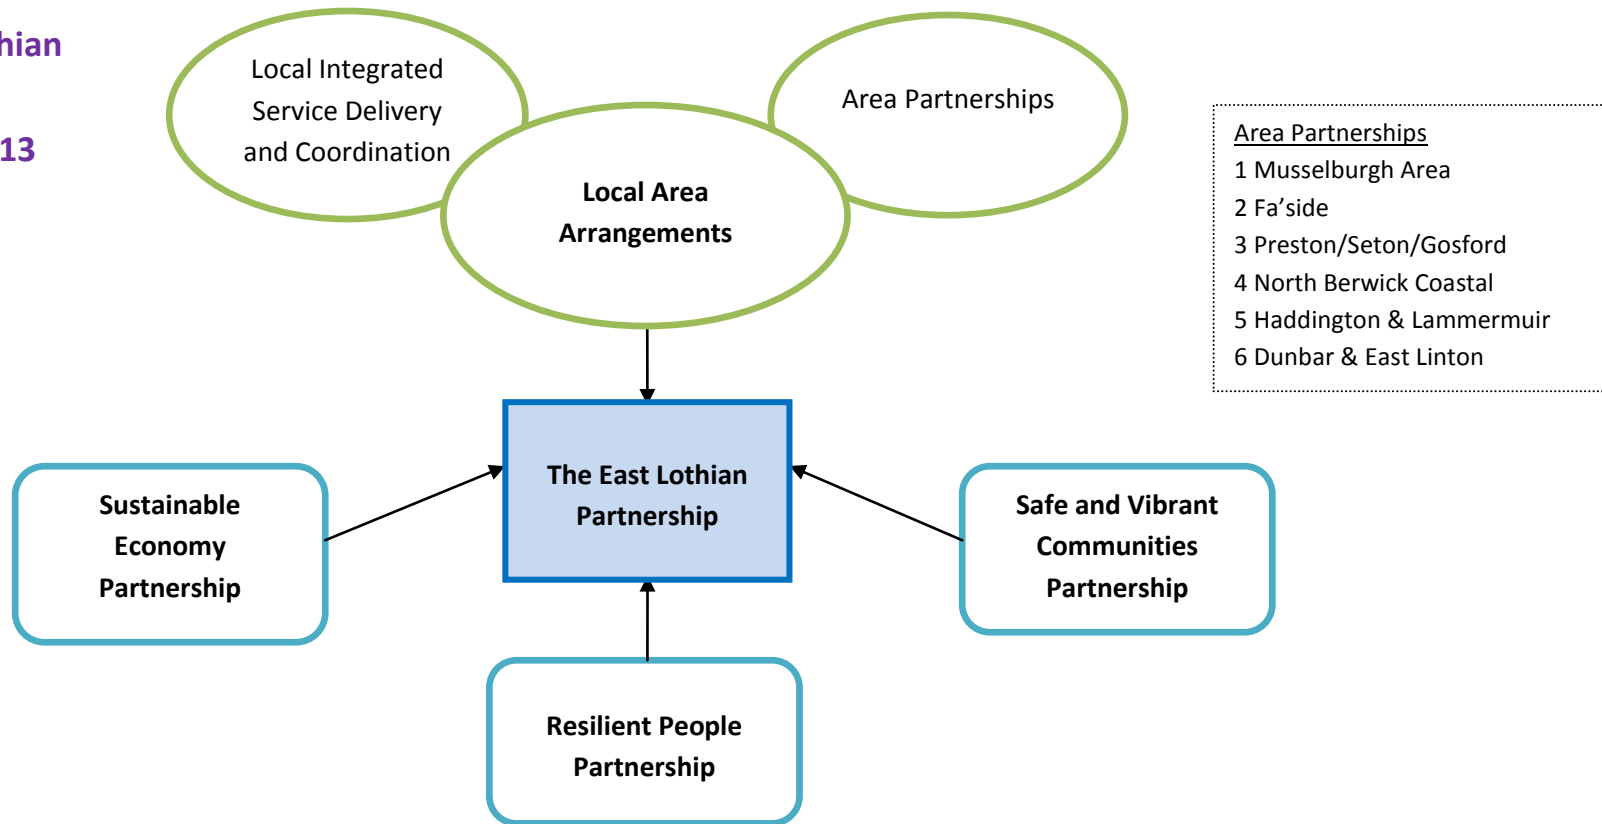 hian
13
Local Integrated
Service Delivery
and Coordination
Area Partnerships
Local Area
Arrangements
Area Partnerships
1 Musselburgh Area
2 Fa’side
3 Preston/Seton/Gosford
4 North Berwick Coastal
5 Haddington & Lammermuir
6 Dunbar & East Linton
The East Lothian
Partnership
Sustainable
Economy
Partnership
Safe and Vibrant
Communities
Partnership
Resilient People
Partnership